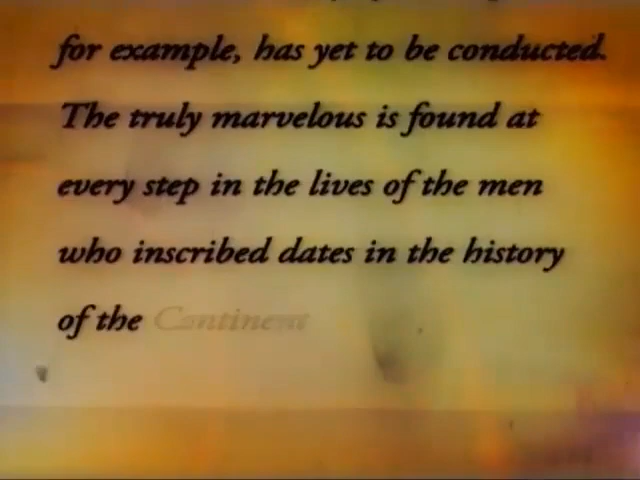 for example, has yet to be conducted.
The truly marvelous is found at
every step in the lives of the men
who inscribed dates in the history
of the Continent